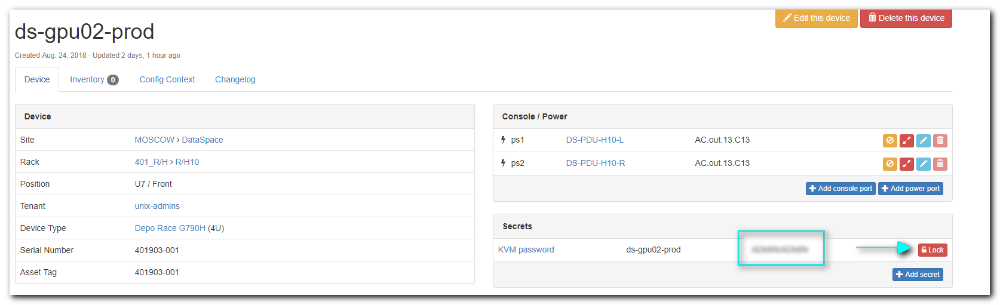 Edit this device Delete this device
ds-gpu02-prod
Created Aug. 24, 2018 · Updated 2 days, 1 hour ago
Device Inventory 0 Config Context Changelog
Device
Site MOSCOW > DataSpace
Rack 401_R/H > R/H10
Position U7 / Front
Tenant unix-admins
Device Type Depo Race G790H (4U)
Serial Number 401903-001
Asset Tag 401903-001
Console / Power
ps1 DS-PDU-H10-L AC.out.13.C13
ps2 DS-PDU-H10-R AC.out.13.C13
Add console port Add power port
Secrets
KVM password ds-gpu02-prod Lock
Add secret